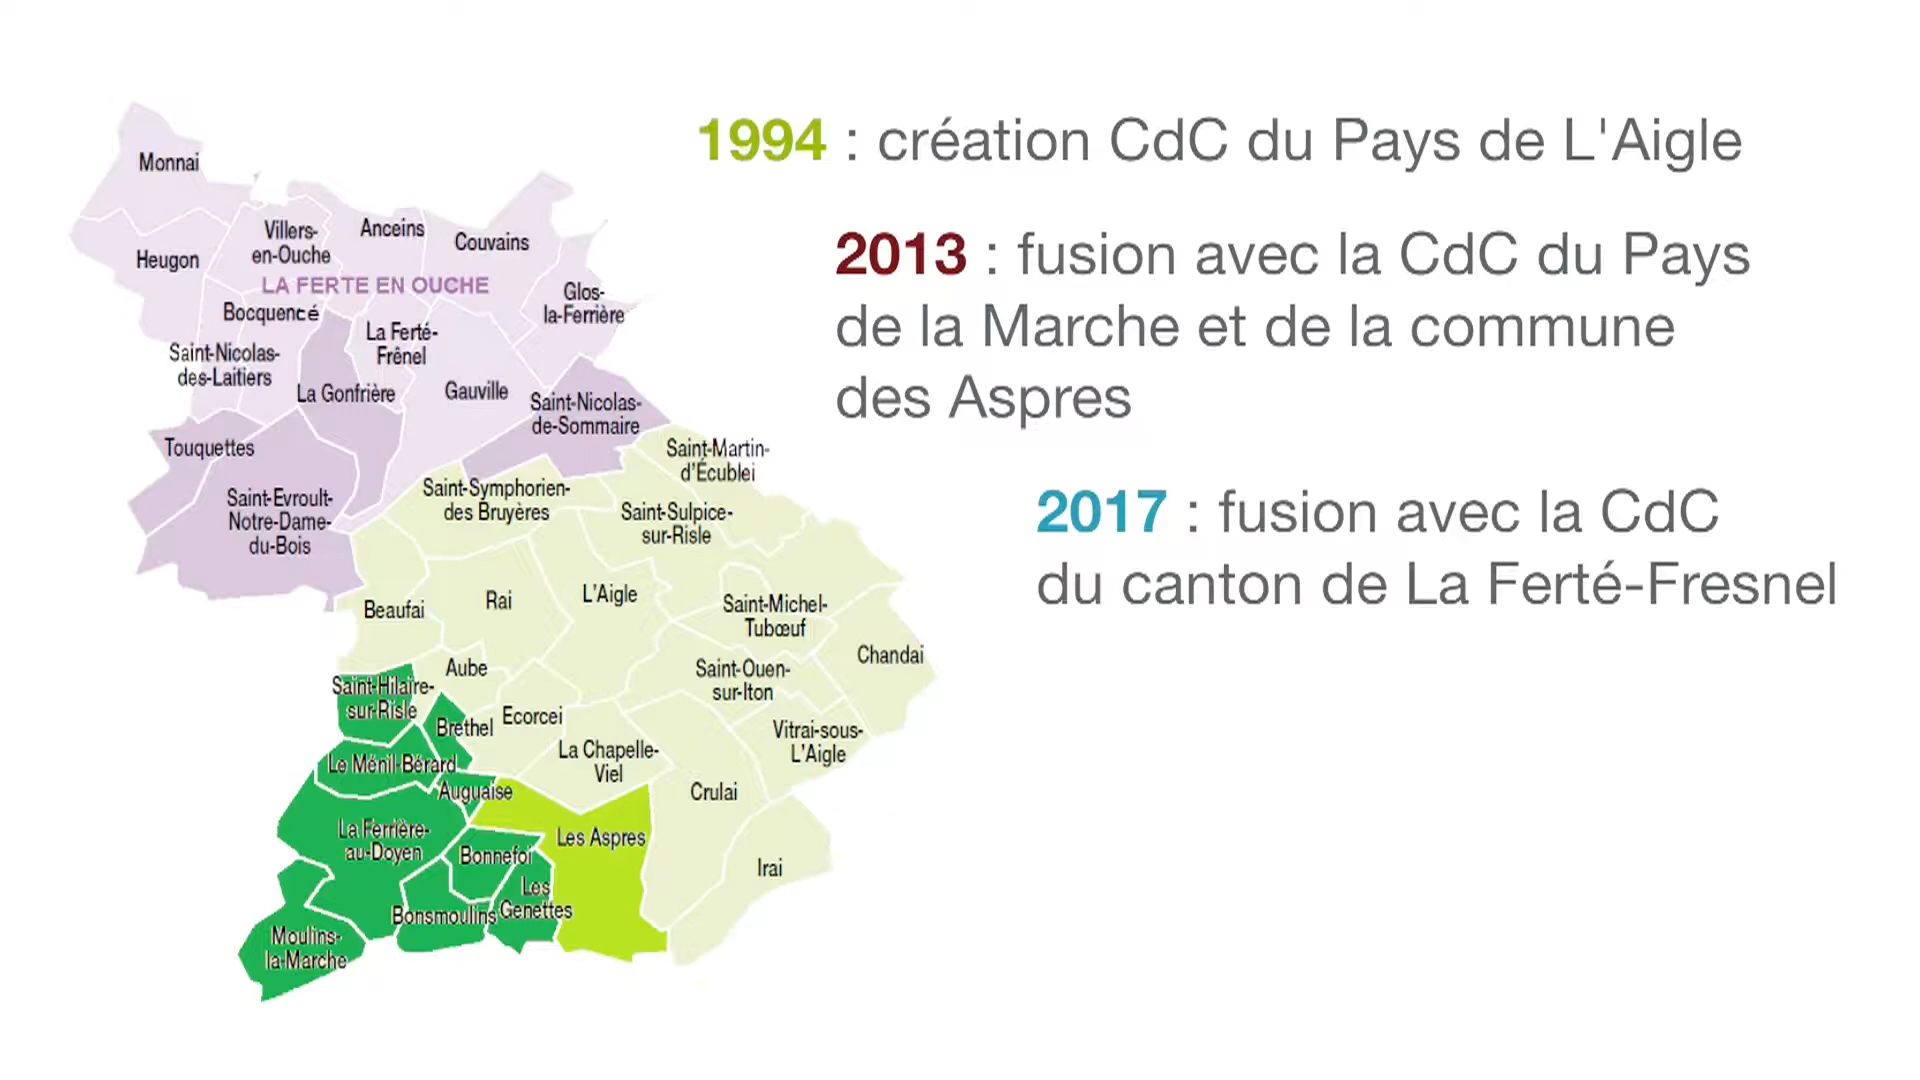 1994 : création CdC du Pays de L'Aigle
2013 : fusion avec la CdC du Pays
de la Marche et de la commune
des Aspres
2017 : fusion avec la CdC
du canton de La Ferté-Fresnel
Monnai
Heugon
Villers-
en-Ouche
Anceins
Couvains
LA FERTE EN OUCHE
Glos-
la-Ferrière
Bocquencé
La Ferté-
Frênel
Saint-Nicolas-
des-Laitiers
La Gonfrière
Gauville
Saint-Nicolas-
de-Sommaire
Touquettes
Saint-Evroult-
Notre-Dame-
du-Bois
Saint-Martin-
d'Écublei
Saint-Symphorien-
des Bruyères
Saint-Sulpice-
sur-Risle
Beaufai
Rai
L'Aigle
Saint-Michel-
Tubœuf
Chandai
Aube
Saint-Ouen-
sur-Iton
Saint-Hilaire-
sur-Risle
Brethel
Ecorcei
Vitrai-sous-
L'Aigle
La Chapelle-
Viel
Le Ménil-Bérard
Auguaise
Crulai
La Ferrière-
au-Doyen
Les Aspres
Bonnefoi
Irai
Les
Genettes
Bonsmoulins
Moulins-
la-Marche